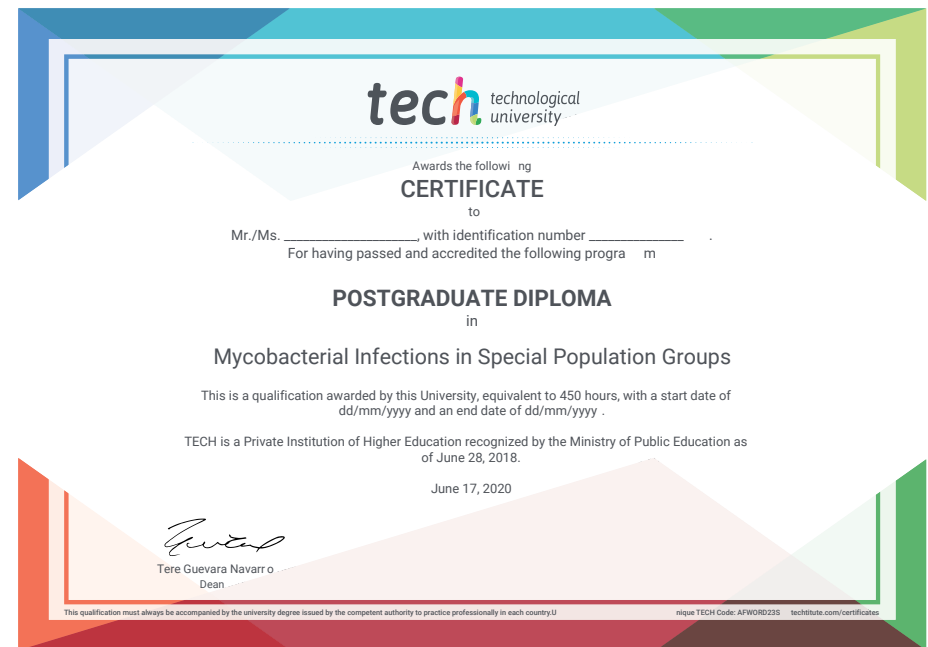 tech technological
university
Awards the followi ng
CERTIFICATE
to
Mr./Ms. ______________________, with identification number ______________ .
For having passed and accredited the following progra m
POSTGRADUATE DIPLOMA
in
Mycobacterial Infections in Special Population Groups
This is a qualification awarded by this University, equivalent to 450 hours, with a start date of
dd/mm/yyyy and an end date of dd/mm/yyyy .
TECH is a Private Institution of Higher Education recognized by the Ministry of Public Education as
of June 28, 2018.
June 17, 2020
Tere Guevara Navarr o
Dean
This qualification must always be accompanied by the university degree issued by the competent authority to practice professionally in each country.U nique TECH Code: AFWORD23S techtitute.com/certificates